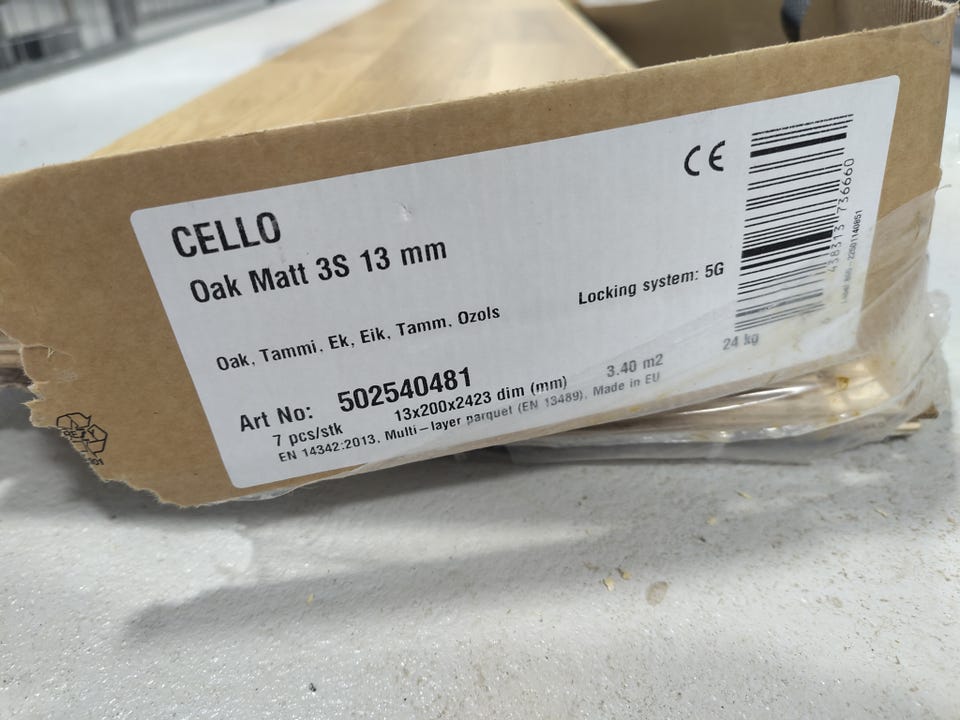 CE
CELLO
Oak Matt 3S 13 mm
Locking system: 5G
Oak, Tammi, Ek, Eik, Tamm, Ozols
24 kg
Art No: 502540481
3.40 m2
7 pcs/stk 13x200x2423 dim (mm)
EN 14342:2013, Multi-layer parquet (EN 13489), Made in EU